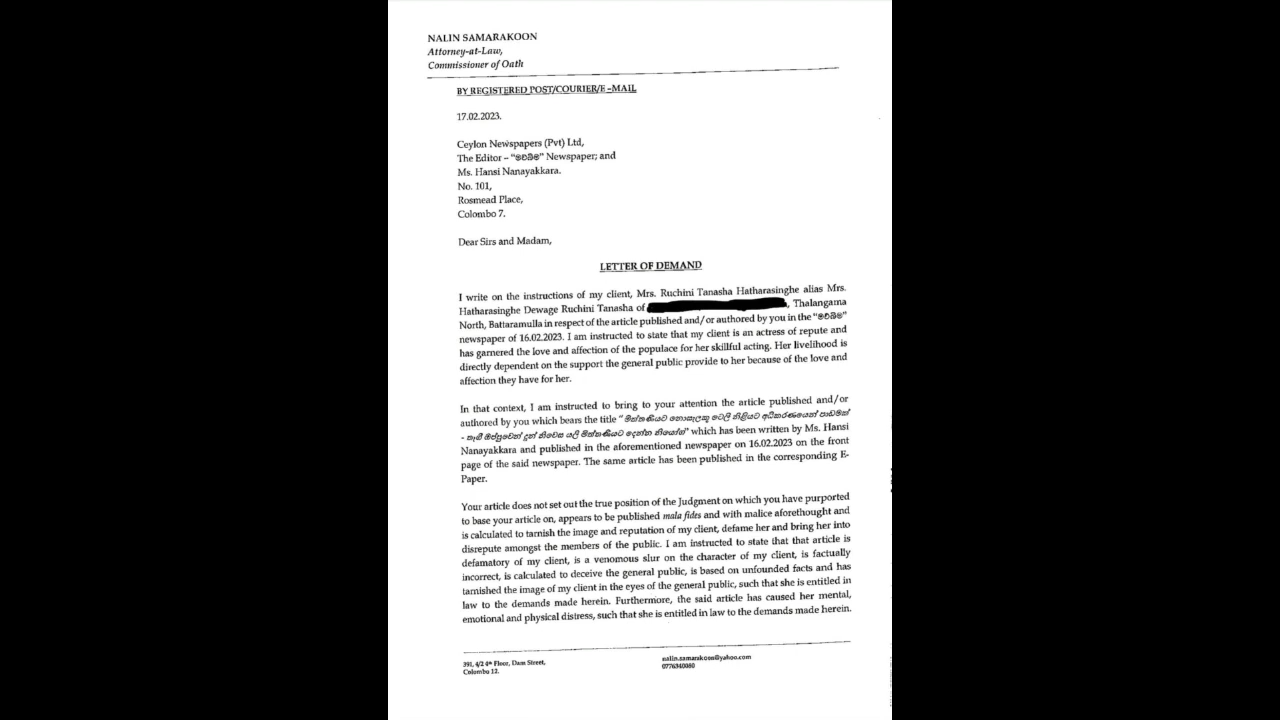 NALIN SAMARAKOON
Attorney-at-Law,
Commissioner of Oath
BY REGISTERED POST/COURIER/E –MAIL
17.02.2023.
Ceylon Newspapers (Pvt) Ltd,
The Editor – “මව්බිම” Newspaper; and
Ms. Hansi Nanayakkara.
No. 101,
Rosmead Place,
Colombo 7.
Dear Sirs and Madam,
LETTER OF DEMAND
I write on the instructions of my client, Mrs. Ruchini Tanasha Hatharasinghe alias Mrs.
Hatharasinghe Dewage Ruchini Tanasha of , Thalangama
North, Battaramulla in respect of the article published and/or authored by you in the “මව්බිම”
newspaper of 16.02.2023. I am instructed to state that my client is an actress of repute and
has garnered the love and affection of the populace for her skillful acting. Her livelihood is
directly dependent on the support the general public provide to her because of the love and
affection they have for her.
In that context, I am instructed to bring to your attention the article published and/or
authored by you which bears the title “මිත්තණියට නොසැලකූ ටෙලි නිළියට අධිකරණයෙන් පාඩමක්
- තෑගි ඔප්පුවෙන් දුන් නිවෙස යළි මිත්තණියට දෙන්න නියෝග” which has been written by Ms. Hansi
Nanayakkara and published in the aforementioned newspaper on 16.02.2023 on the front
page of the said newspaper. The same article has been published in the corresponding E-
Paper.
Your article does not set out the true position of the Judgment on which you have purported
to base your article on, appears to be published mala fides and with malice aforethought and
is calculated to tarnish the image and reputation of my client, defame her and bring her into
disrepute amongst the members of the public. I am instructed to state that that article is
defamatory of my client, is a venomous slur on the character of my client, is factually
incorrect, is calculated to deceive the general public, is based on unfounded facts and has
tarnished the image of my client in the eyes of the general public, such that she is entitled in
law to the demands made herein. Furthermore, the said article has caused her mental,
emotional and physical distress, such that she is entitled in law to the demands made herein.
391, 4/2 4th Floor, Dam Street,
Colombo 12.
nalin.samarakoon@yahoo.com
0776340080